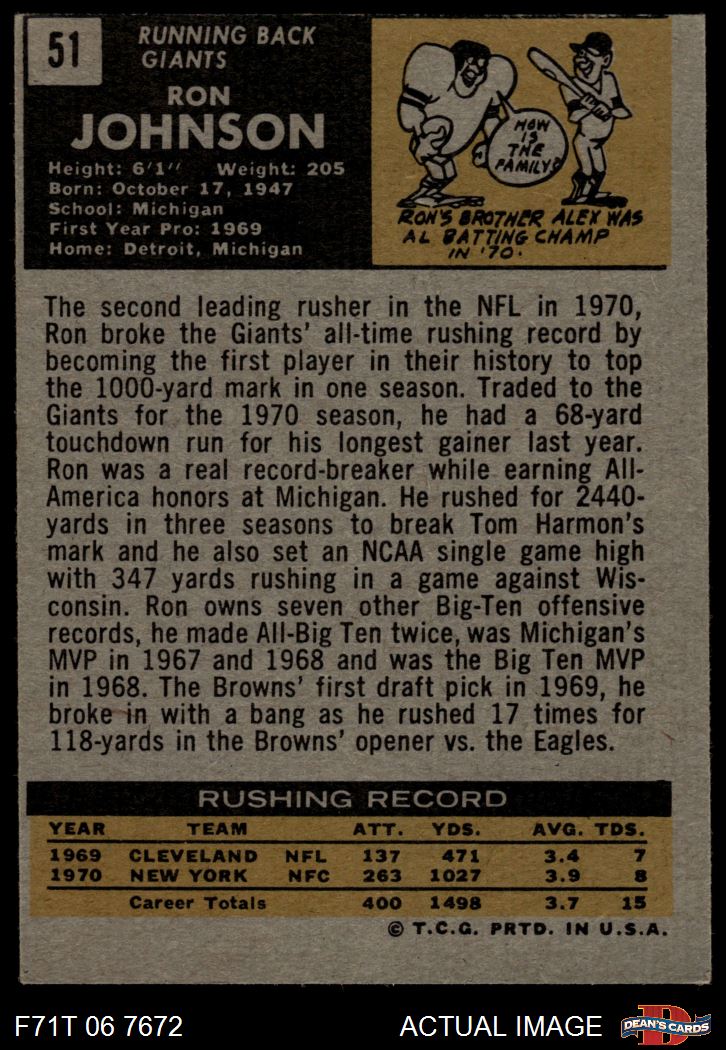 51
RUNNING BACK
GIANTS
RON
JOHNSON
Height: 6'1" Weight: 205
Born: October 17, 1947
School: Michigan
First Year Pro: 1969
Home: Detroit, Michigan
HOW
IS
THE
FAMILY?
RON'S BROTHER ALEX WAS
AL BATTING CHAMP
IN '70.
The second leading rusher in the NFL in 1970,
Ron broke the Giants' all-time rushing record by
becoming the first player in their history to top
the 1000-yard mark in one season. Traded to the
Giants for the 1970 season, he had a 68-yard
touchdown run for his longest gainer last year.
Ron was a real record-breaker while earning All-
America honors at Michigan. He rushed for 2440-
yards in three seasons to break Tom Harmon's
mark and he also set an NCAA single game high
with 347 yards rushing in a game against Wis-
consin. Ron owns seven other Big-Ten offensive
records, he made All-Big Ten twice, was Michigan's
MVP in 1967 and 1968 and was the Big Ten MVP
in 1968. The Browns' first draft pick in 1969, he
broke in with a bang as he rushed 17 times for
118-yards in the Browns' opener vs. the Eagles.
RUSHING RECORD
YEAR TEAM ATT. YDS. AVG. TDS.
1969 CLEVELAND NFL 137 471 3.4 7
1970 NEW YORK NFC 263 1027 3.9 8
Career Totals 400 1498 3.7 15
© T.C.G. PRTD. IN U.S.A.
F71T 06 7672 ACTUAL IMAGE
D
DEAN'S CARDS